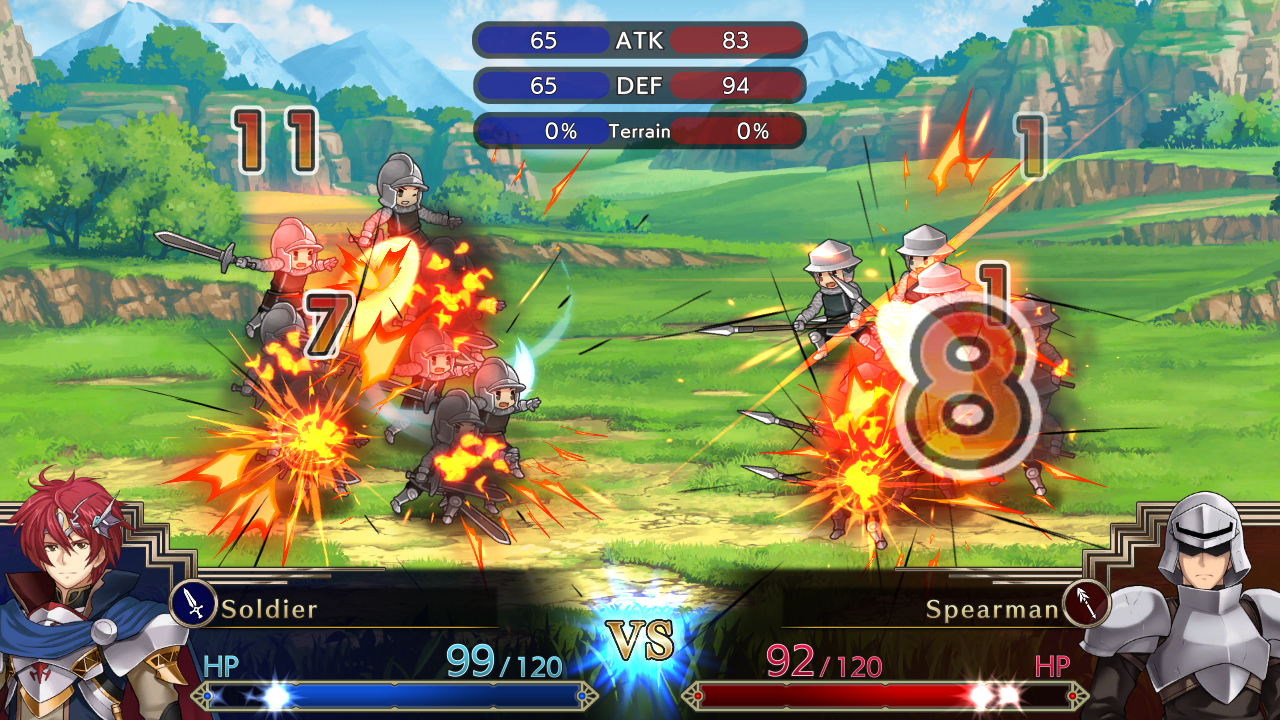 65 ATK 83
65 DEF 94
0% Terrain 0%
11
1
7
1
8
Soldier
Spearman
VS
HP 99/120
92/120 HP